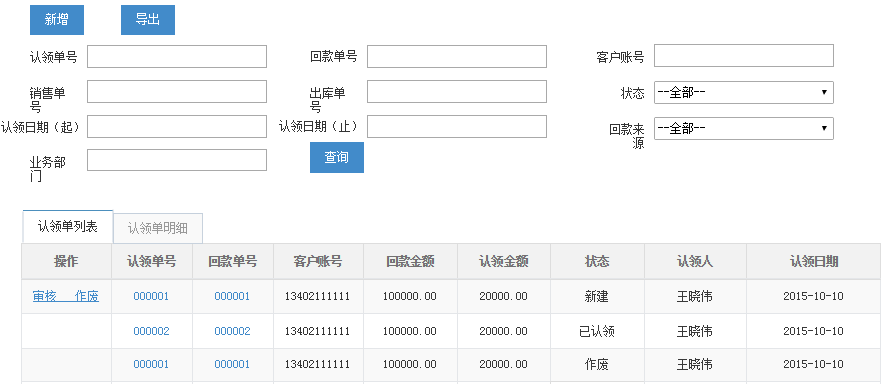 新增 导出
认领单号 回款单号 客户账号
销售单号 出库单号 状态 --全部--
认领日期（起） 认领日期（止） 回款来源 --全部--
业务部门 查询
认领单列表 认领单明细
操作 认领单号 回款单号 客户账号 回款金额 认领金额 状态 认领人 认领日期
审核 作废 000001 000001 13402111111 100000.00 20000.00 新建 王晓伟 2015-10-10
000002 000002 13402111111 100000.00 20000.00 已认领 王晓伟 2015-10-10
000001 000001 13402111111 100000.00 20000.00 作废 王晓伟 2015-10-10